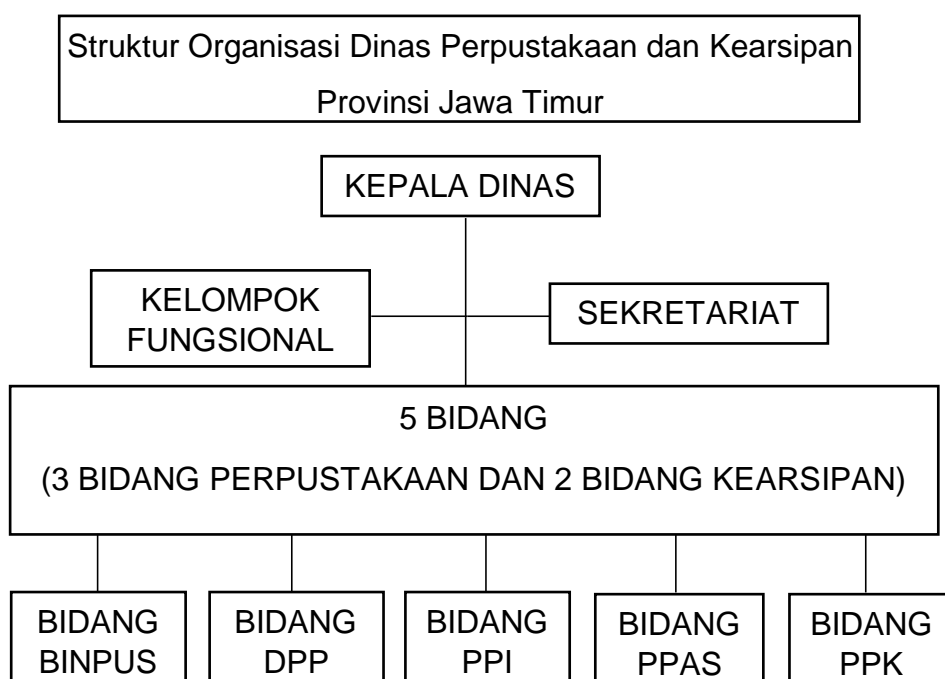 Struktur Organisasi Dinas Perpustakaan dan Kearsipan
Provinsi Jawa Timur
KEPALA DINAS
KELOMPOK
FUNGSIONAL
SEKRETARIAT
5 BIDANG
(3 BIDANG PERPUSTAKAAN DAN 2 BIDANG KEARSIPAN)
BIDANG
BINPUS
BIDANG
DPP
BIDANG
PPI
BIDANG
PPAS
BIDANG
PPK